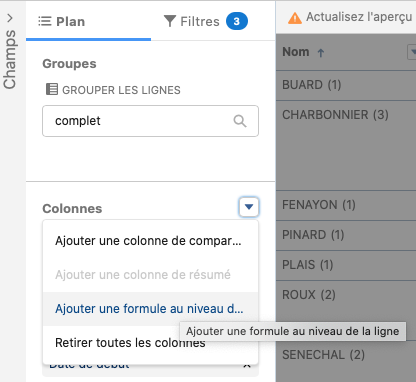 Champs
Plan
Filtres 3
Actualisez l'aperçu
Groupes
GROUPER LES LIGNES
complet
Colonnes
Ajouter une colonne de compar...
Ajouter une colonne de résumé
Ajouter une formule au niveau d...
Ajouter une formule au niveau de la ligne
Retirer toutes les colonnes
Date de début
Nom ↑
BUARD (1)
CHARBONNIER (3)
FENAYON (1)
PINARD (1)
PLAIS (1)
ROUX (2)
SENECHAL (2)